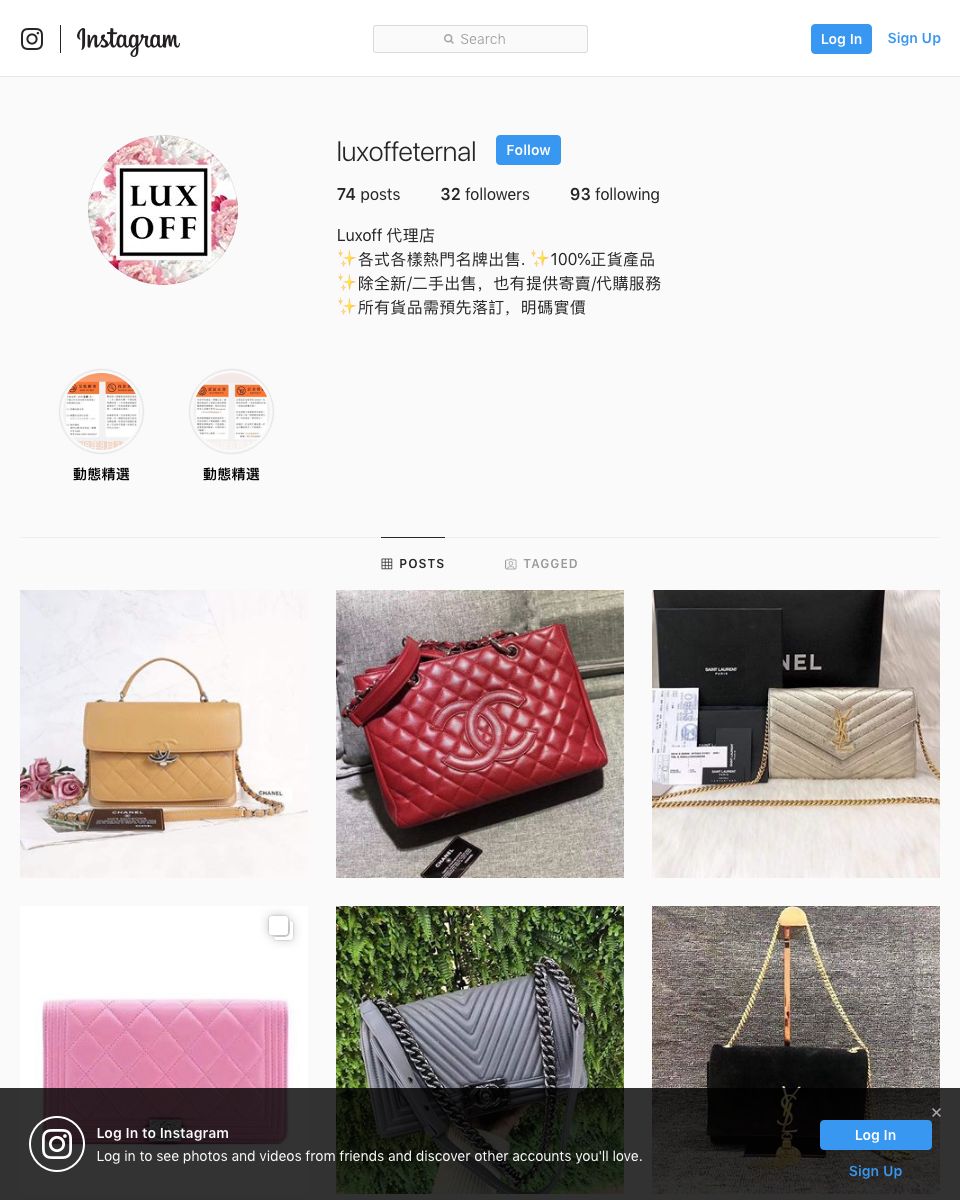 Instagram
Search
Log In
Sign Up
LUX
OFF
luxoffeternal
Follow
74 posts
32 followers
93 following
Luxoff 代理店
✨各式各樣熱門名牌出售. ✨100%正貨產品
✨除全新/二手出售，也有提供寄賣/代購服務
✨所有貨品需預先落訂，明碼實價
動態精選
動態精選
POSTS
TAGGED
CHANEL
CHANEL
CHANEL
SAINT LAURENT
PARIS
NEL
SAINT LAURENT
Log In to Instagram
Log in to see photos and videos from friends and discover other accounts you'll love.
Log In
Sign Up